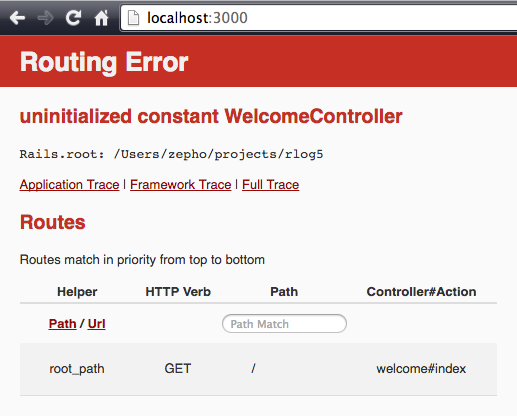 localhost:3000
Routing Error
uninitialized constant WelcomeController
Rails.root: /Users/zepho/projects/rlog5
Application Trace | Framework Trace | Full Trace
Routes
Routes match in priority from top to bottom
Helper HTTP Verb Path Controller#Action
Path / Url Path Match
root_path GET / welcome#index